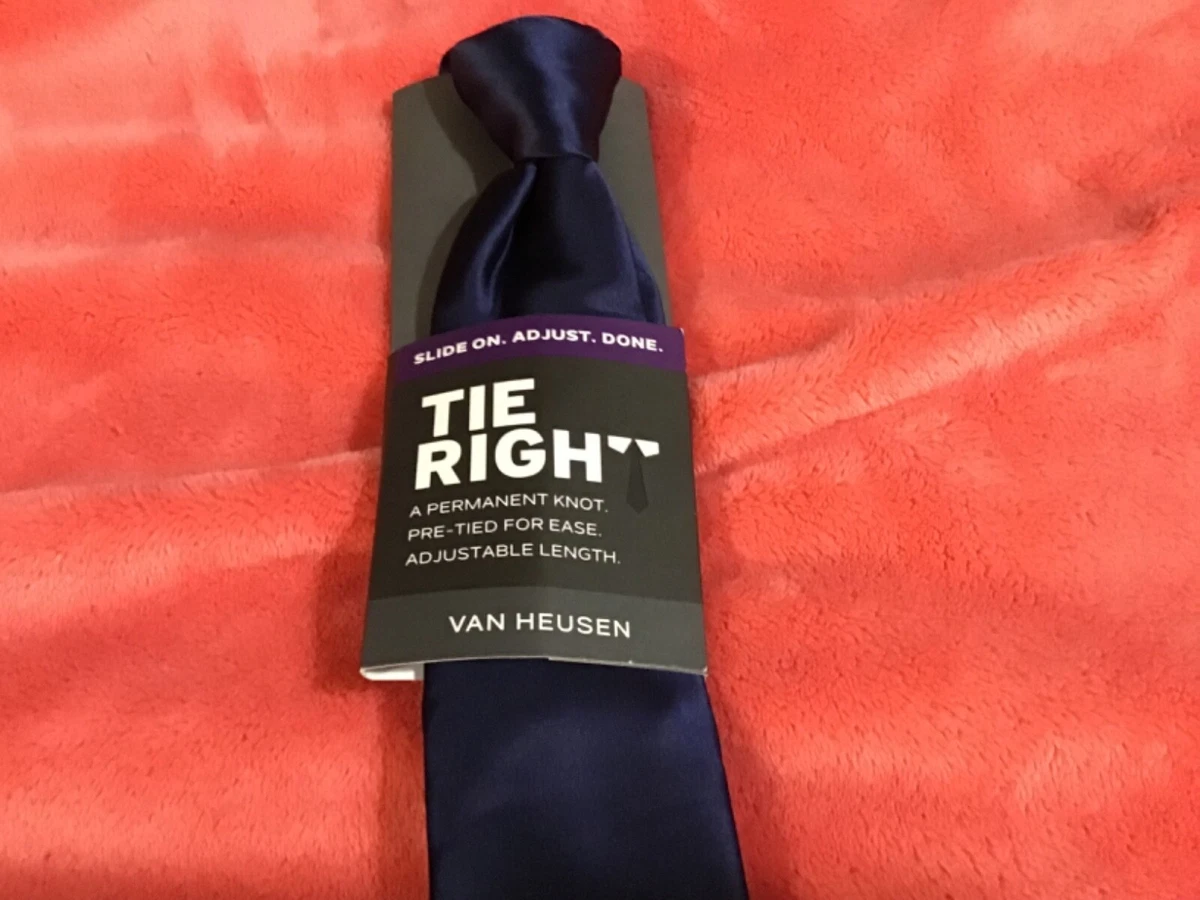 SLIDE ON. ADJUST. DONE.
TIE
RIGHT
A PERMANENT KNOT.
PRE-TIED FOR EASE.
ADJUSTABLE LENGTH.
VAN HEUSEN